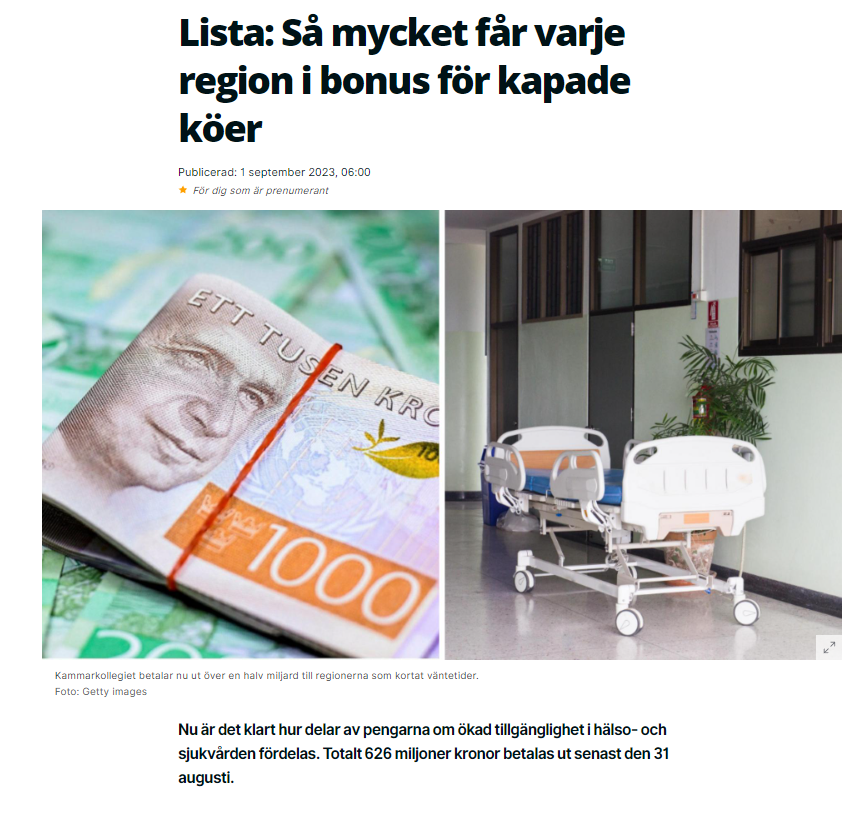 Lista: Så mycket får varje
region i bonus för kapade
köer
Publicerad: 1 september 2023, 06:00
För dig som är prenumerant
ETT TUSEN KRO
10
1000
20
Kammarkollegiet betalar nu ut över en halv miljard till regionerna som kortat väntetider.
Foto: Getty images
Nu är det klart hur delar av pengarna om ökad tillgänglighet i hälso- och
sjukvården fördelas. Totalt 626 miljoner kronor betalas ut senast den 31
augusti.